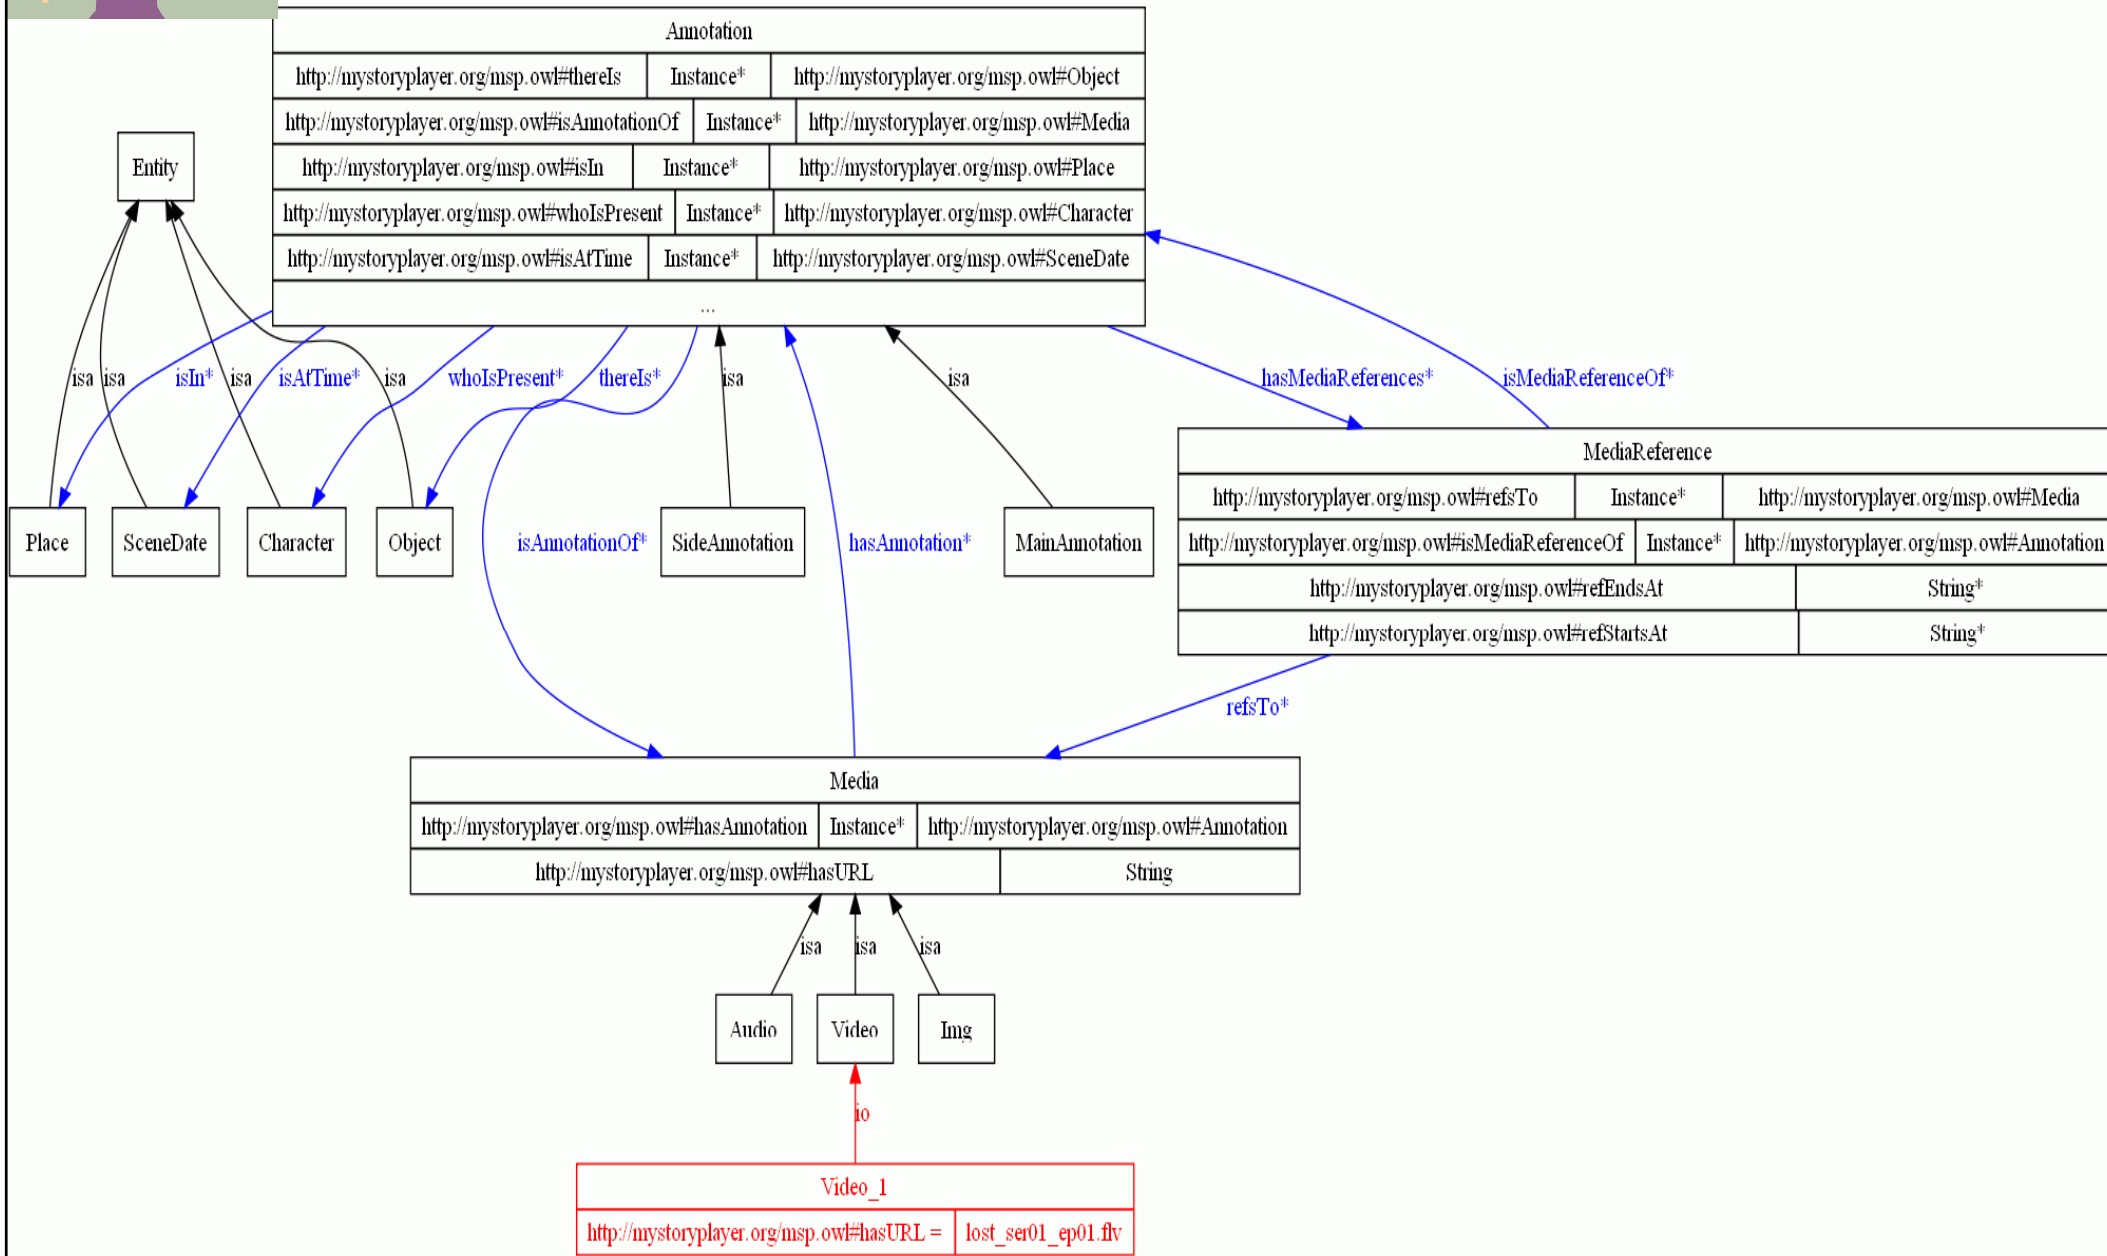 Annotation
http://mystoryplayer.org/msp.owl#thereIs Instance* http://mystoryplayer.org/msp.owl#Object
http://mystoryplayer.org/msp.owl#isAnnotationOf Instance* http://mystoryplayer.org/msp.owl#Media
http://mystoryplayer.org/msp.owl#isIn Instance* http://mystoryplayer.org/msp.owl#Place
http://mystoryplayer.org/msp.owl#whoIsPresent Instance* http://mystoryplayer.org/msp.owl#Character
http://mystoryplayer.org/msp.owl#isAtTime Instance* http://mystoryplayer.org/msp.owl#SceneDate
...
Entity
isa isa isIn* isa isAtTime* isa whoIsPresent* thereIs* isa isa hasMediaReferences* isMediaReferenceOf*
MediaReference
http://mystoryplayer.org/msp.owl#refsTo Instance* http://mystoryplayer.org/msp.owl#Media
http://mystoryplayer.org/msp.owl#isMediaReferenceOf Instance* http://mystoryplayer.org/msp.owl#Annotation
http://mystoryplayer.org/msp.owl#refEndsAt String*
http://mystoryplayer.org/msp.owl#refStartsAt String*
Place SceneDate Character Object isAnnotationOf* SideAnnotation hasAnnotation* MainAnnotation
refsTo*
Media
http://mystoryplayer.org/msp.owl#hasAnnotation Instance* http://mystoryplayer.org/msp.owl#Annotation
http://mystoryplayer.org/msp.owl#hasURL String
isa isa isa
Audio Video Img
io
Video_1
http://mystoryplayer.org/msp.owl#hasURL = lost_ser01_ep01.flv